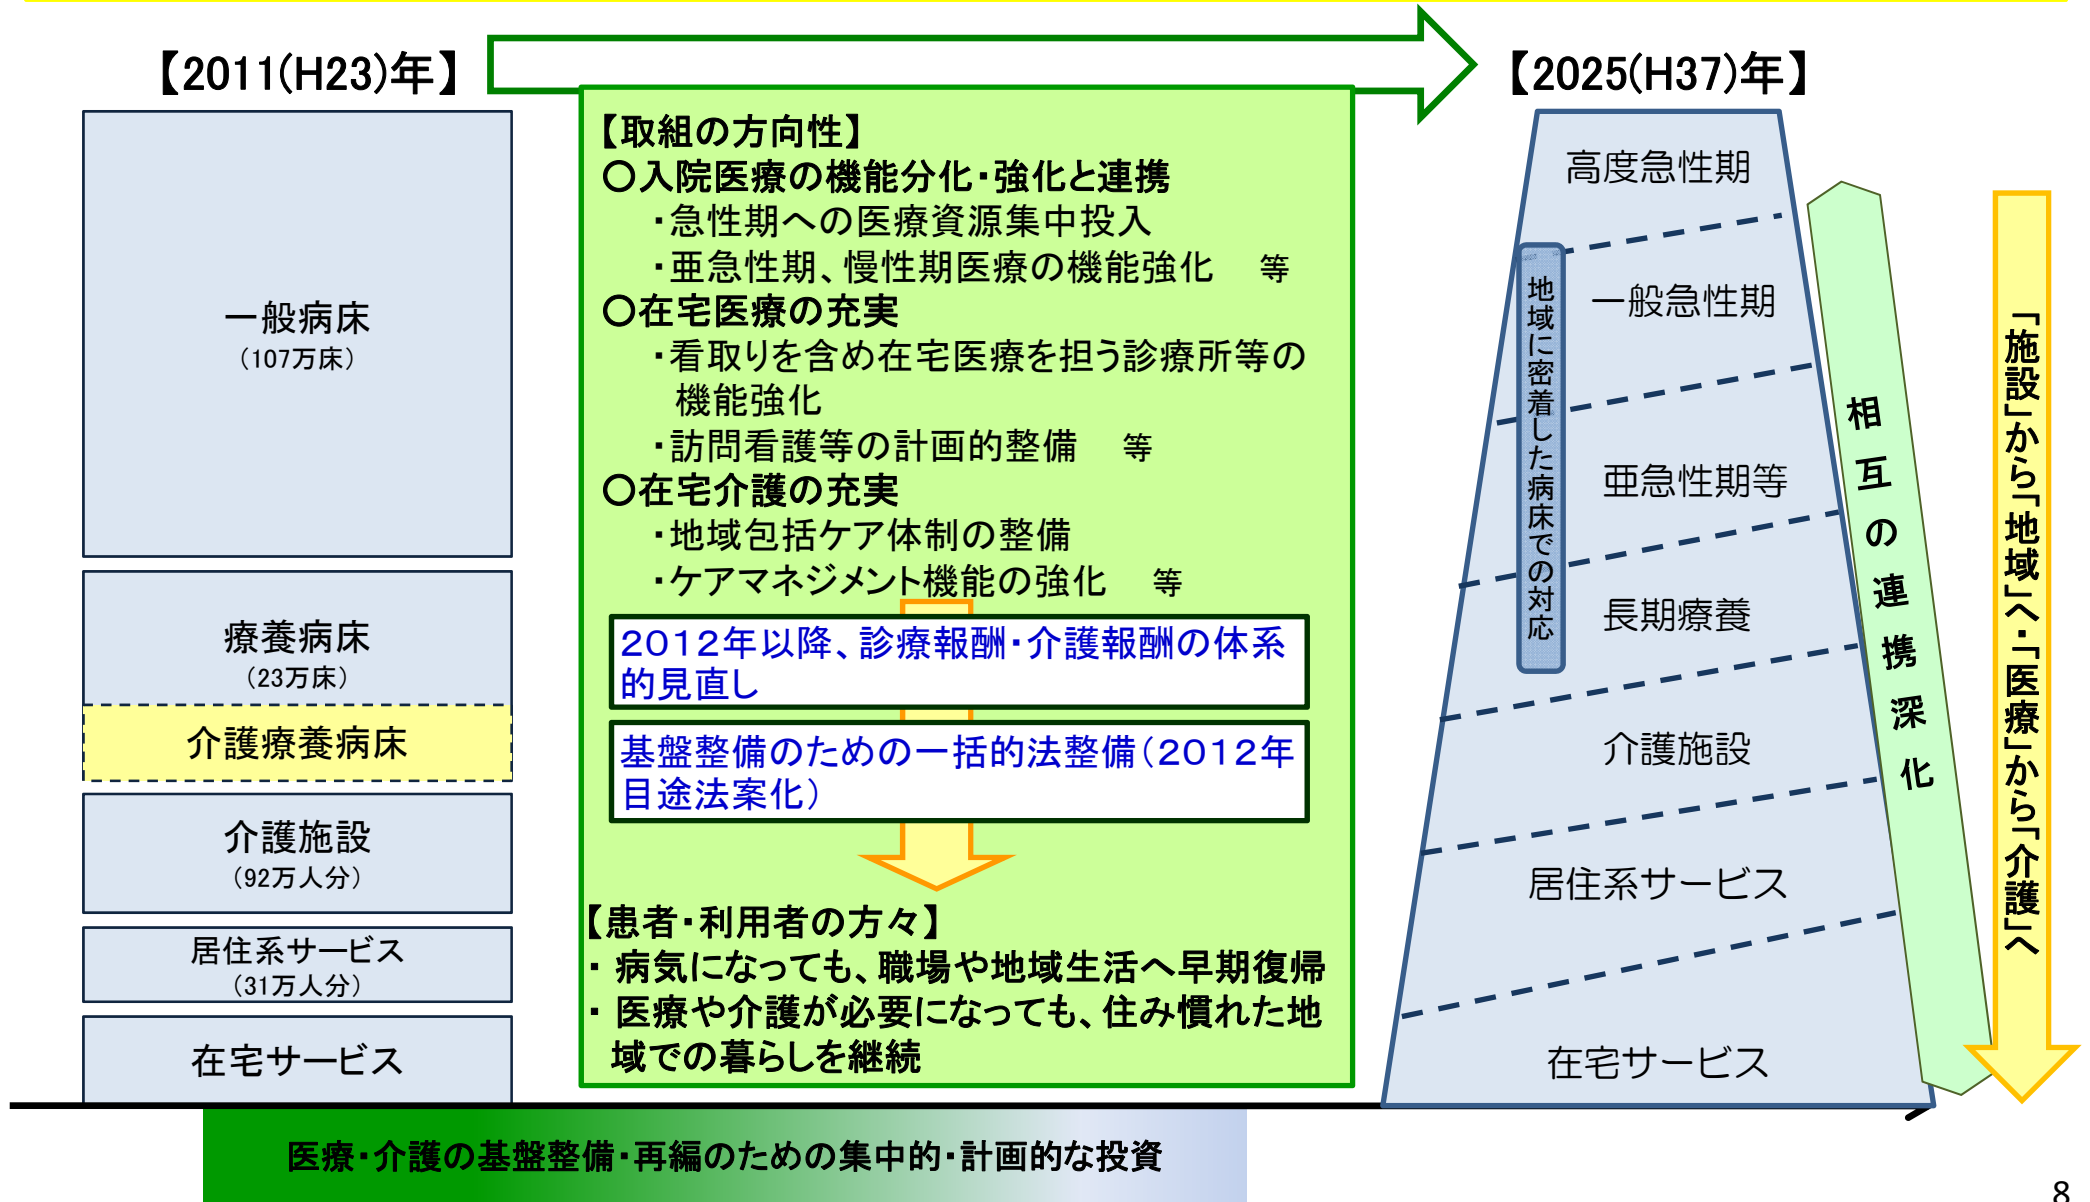 【2011(H23)年】
一般病床
（107万床）
療養病床
（23万床）
介護療養病床
介護施設
（92万人分）
居住系サービス
（31万人分）
在宅サービス
【取組の方向性】
○入院医療の機能分化・強化と連携
・急性期への医療資源集中投入
・亜急性期、慢性期医療の機能強化　等
○在宅医療の充実
・看取りを含め在宅医療を担う診療所等の
機能強化
・訪問看護等の計画的整備　等
○在宅介護の充実
・地域包括ケア体制の整備
・ケアマネジメント機能の強化　等
２０１２年以降、診療報酬・介護報酬の体系
的見直し
基盤整備のための一括的法整備（２０１２年
目途法案化）
【患者・利用者の方々】
・ 病気になっても、職場や地域生活へ早期復帰
・ 医療や介護が必要になっても、住み慣れた地
域での暮らしを継続
【2025(H37)年】
高度急性期
一般急性期
亜急性期等
長期療養
介護施設
居住系サービス
在宅サービス
地域に密着した病床での対応
相互の連携深化
「施設」から「地域」へ・「医療」から「介護」へ
医療・介護の基盤整備・再編のための集中的・計画的な投資
8